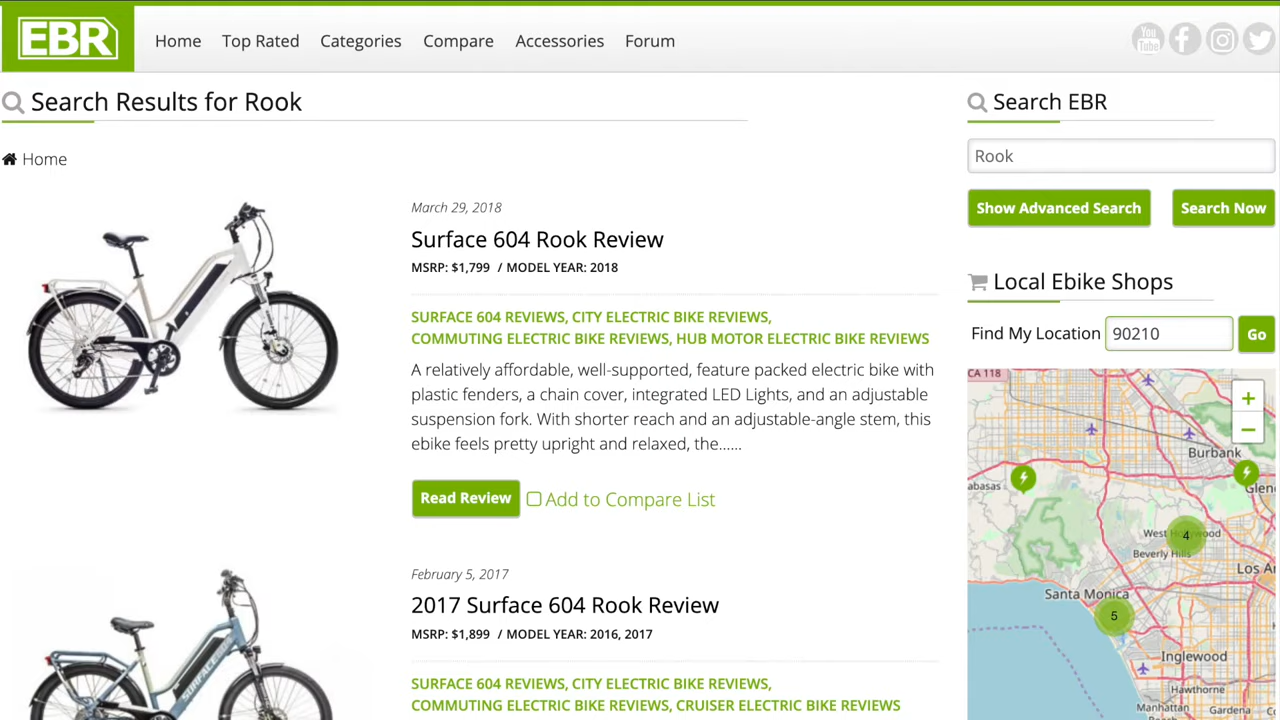 EBR
Home
Top Rated
Categories
Compare
Accessories
Forum
You
Tube
Search Results for Rook
Home
March 29, 2018
Surface 604 Rook Review
MSRP: $1,799 / MODEL YEAR: 2018
SURFACE 604 REVIEWS, CITY ELECTRIC BIKE REVIEWS,
COMMUTING ELECTRIC BIKE REVIEWS, HUB MOTOR ELECTRIC BIKE REVIEWS
A relatively affordable, well-supported, feature packed electric bike with
plastic fenders, a chain cover, integrated LED Lights, and an adjustable
suspension fork. With shorter reach and an adjustable-angle stem, this
ebike feels pretty upright and relaxed, the......
Read Review
Add to Compare List
February 5, 2017
2017 Surface 604 Rook Review
MSRP: $1,899 / MODEL YEAR: 2016, 2017
SURFACE 604 REVIEWS, CITY ELECTRIC BIKE REVIEWS,
COMMUTING ELECTRIC BIKE REVIEWS, CRUISER ELECTRIC BIKE REVIEWS
SURFACE
Search EBR
Rook
Show Advanced Search
Search Now
Local Ebike Shops
Find My Location
90210
Go
CA 118
+
−
Burbank
abasas
Glen
4
Beverly Hills
Los A
Santa Monica
5
Inglewood
Hawthorne
Manhattan
Gardena